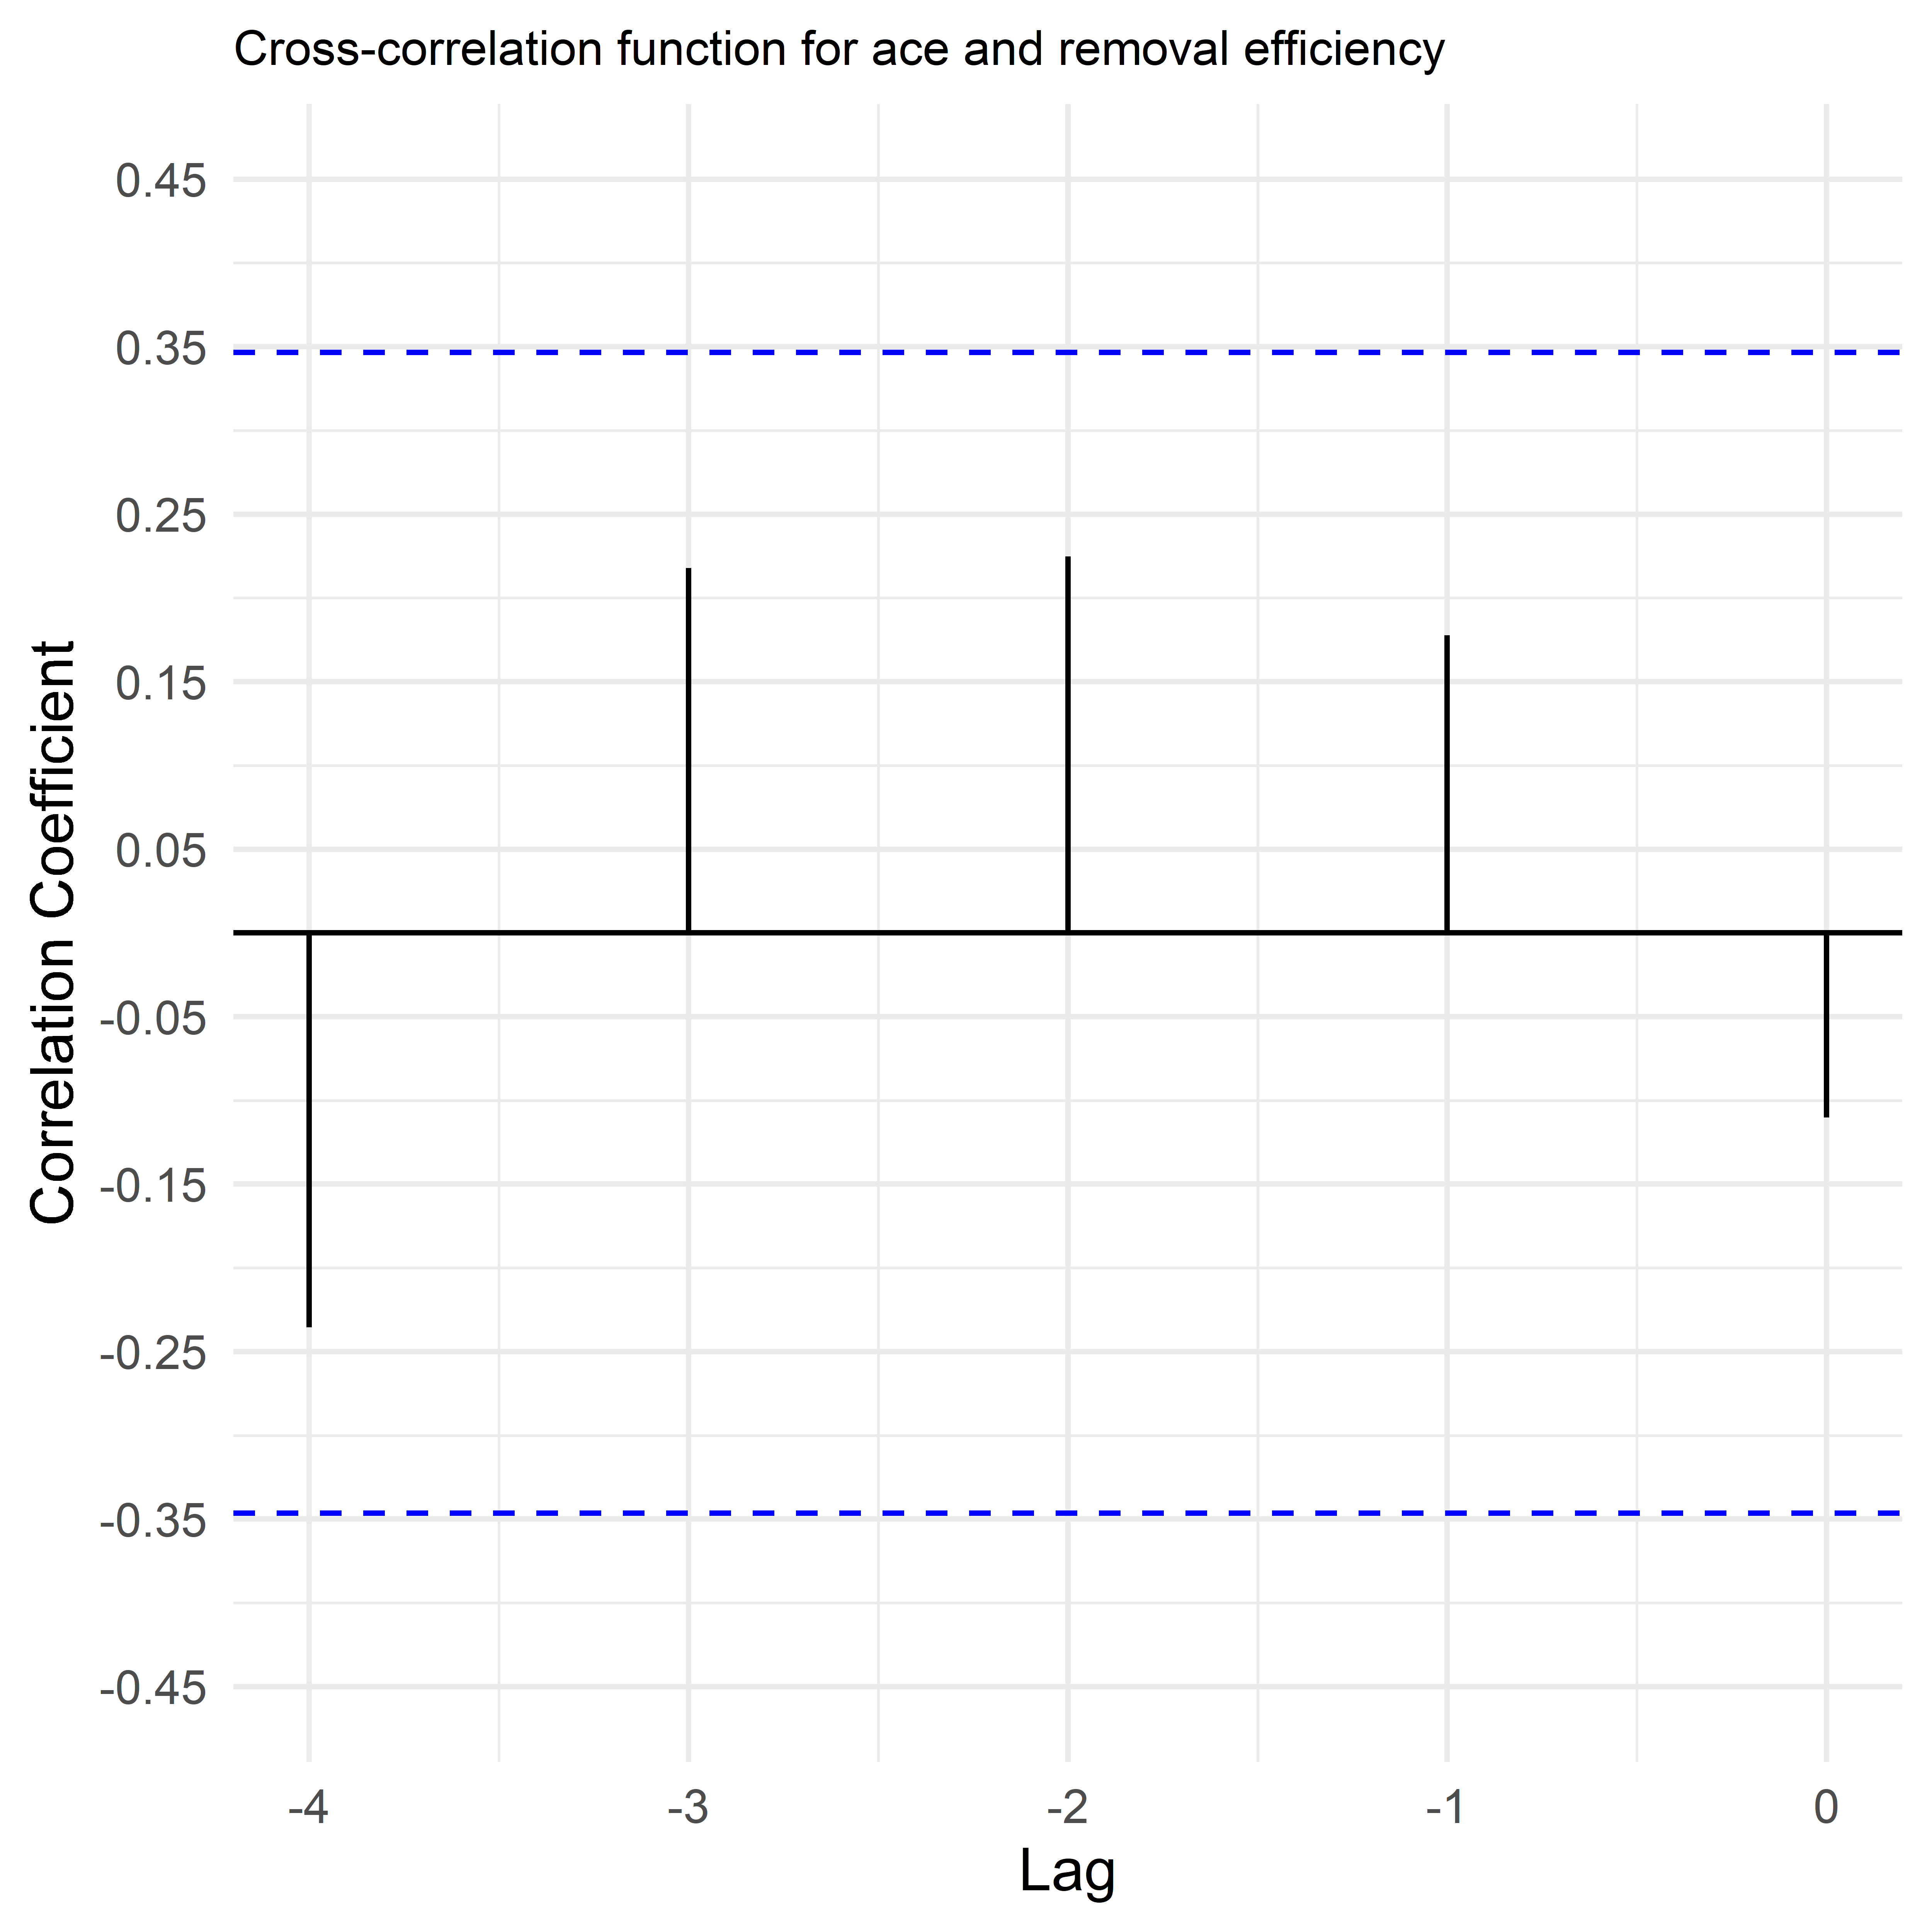 Cross-correlation function for ace and removal efficiency
Correlation Coefficient
0.45
0.35
0.25
0.15
0.05
-0.05
-0.15
-0.25
-0.35
-0.45
-4 -3 -2 -1 0
Lag